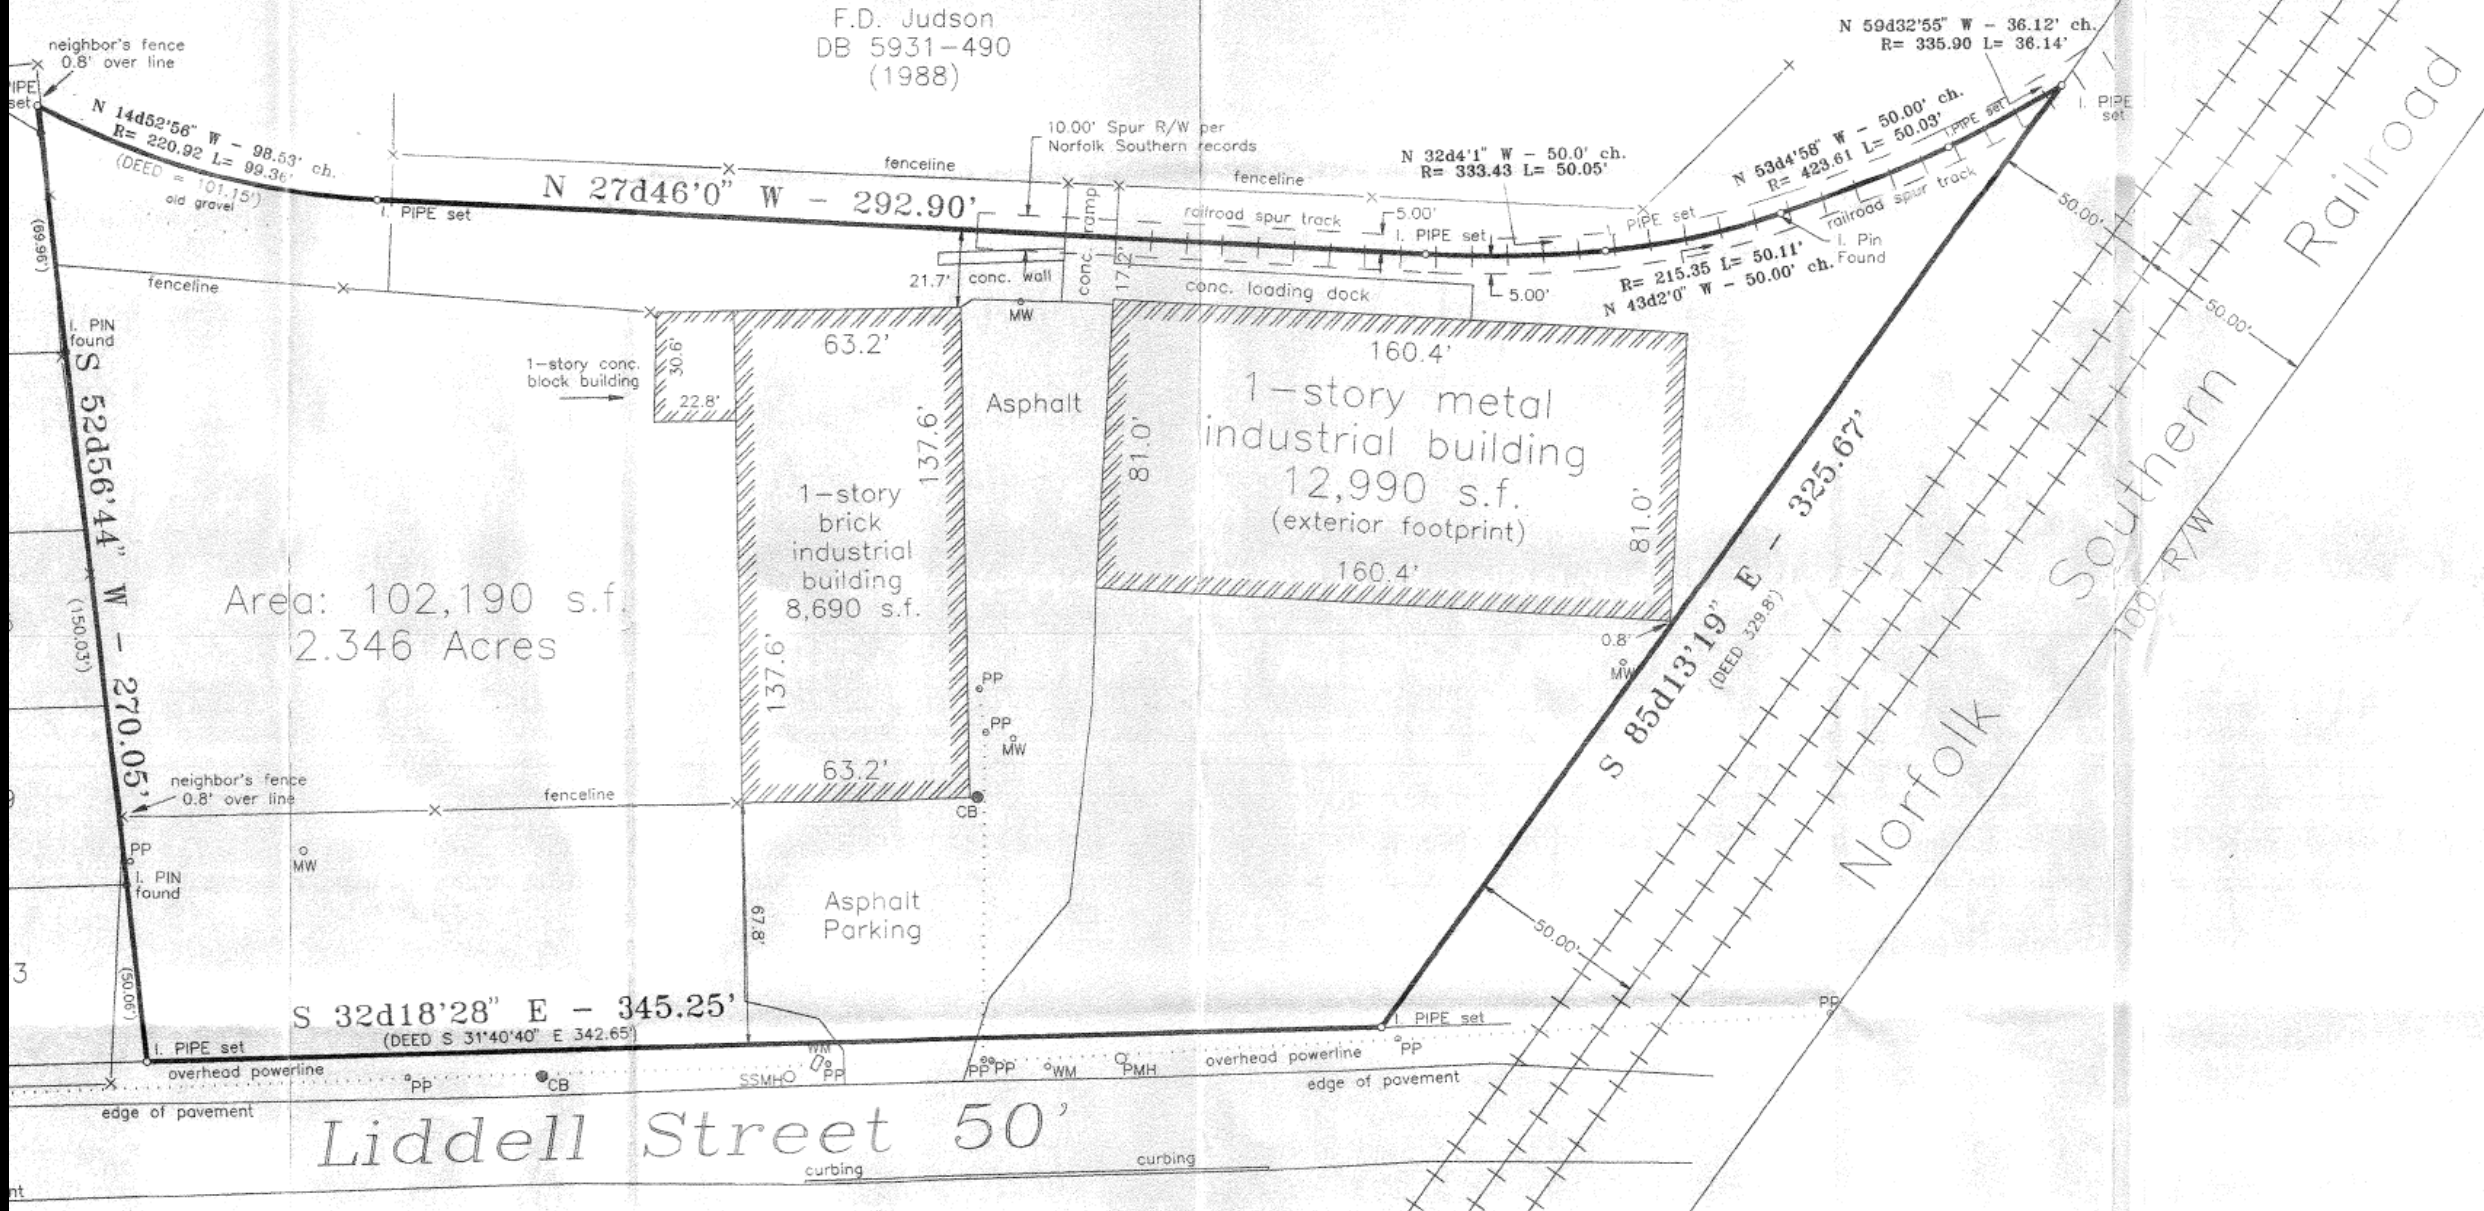 F.D. Judson
DB 5931-490
(1988)
neighbor's fence
0.8' over line
PIPE
set
N 14d52'56" W - 98.53' ch.
R= 220.92 L= 99.36'
(DEED = 101.15')
old gravel
I. PIPE set
fenceline
N 27d46'0" W - 292.90'
10.00' Spur R/W per
Norfolk Southern records
fenceline
railroad spur track
5.00'
I. PIPE set
N 32d4'1" W - 50.0' ch.
R= 333.43 L= 50.05'
I. PIPE set
N 59d32'55" W - 36.12' ch.
R= 335.90 L= 36.14'
N 53d4'58" W - 50.00' ch.
R= 423.61 L= 50.03'
I.PIPE set
I. PIPE
set
railroad spur track
I. Pin
Found
R= 215.35 L= 50.11'
N 43d2'0" W - 50.00' ch.
5.00'
50.00'
50.00'
50.00'
(69.96')
fenceline
I. PIN
found
S 52d56'44" W - 270.05'
(150.03')
21.7'
conc. wall
conc. ramp
17.2'
conc. loading dock
MW
1-story conc.
block building
30.6'
22.8'
63.2'
137.6'
1-story
brick
industrial
building
8,690 s.f.
137.6'
63.2'
Asphalt
160.4'
81.0'
1-story metal
industrial building
12,990 s.f.
(exterior footprint)
81.0'
160.4'
0.8'
MW
Area: 102,190 s.f.
2.346 Acres
PP
PP
MW
CB
S 85d13'19" E - 325.67'
(DEED 329.8')
Norfolk Southern Railroad
100' R/W
neighbor's fence
0.8' over line
fenceline
PP
MW
I. PIN
found
3
(50.06')
67.8'
Asphalt
Parking
S 32d18'28" E - 345.25'
(DEED S 31°40'40" E 342.65')
I. PIPE set
I. PIPE set
PP
overhead powerline
PP
CB
SSMH
WM
PP
PP
PP
WM
PMH
overhead powerline
PP
edge of pavement
edge of pavement
Liddell Street 50'
curbing
curbing
nt